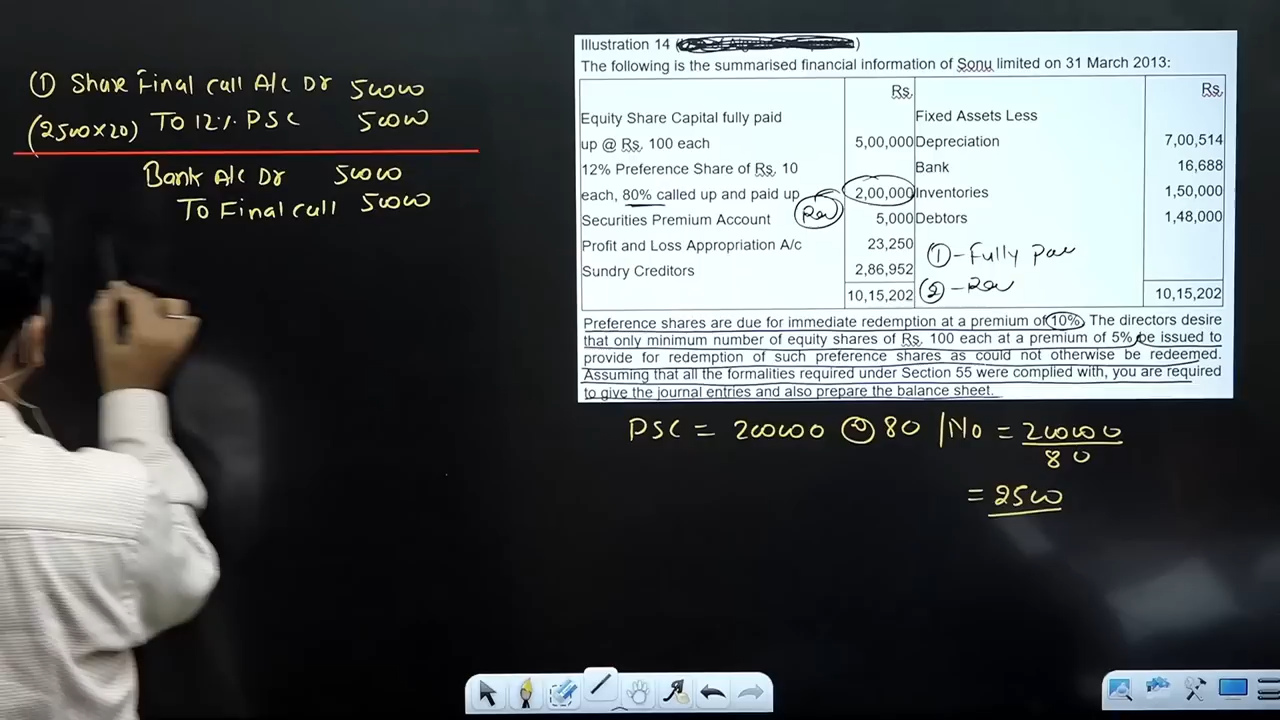 ① Share Final call A/c Dr 50000
(2500×20) To 12% PSC 50000
Bank A/c Dr 50000
To Final call 50000
Illustration 14 ( )
The following is the summarised financial information of Sonu limited on 31 March 2013:
Rs. Rs.
Equity Share Capital fully paid Fixed Assets Less
up @ Rs. 100 each 5,00,000 Depreciation 7,00,514
12% Preference Share of Rs. 10 Bank 16,688
each, 80% called up and paid up 2,00,000 Inventories 1,50,000
Securities Premium Account 5,000 Debtors 1,48,000
Profit and Loss Appropriation A/c 23,250
Sundry Creditors 2,86,952
10,15,202 10,15,202
① - Fully
②
Preference shares are due for immediate redemption at a premium of 10%. The directors desire
that only minimum number of equity shares of Rs. 100 each at a premium of 5% be issued to
provide for redemption of such preference shares as could not otherwise be redeemed.
Assuming that all the formalities required under Section 55 were complied with, you are required
to give the journal entries and also prepare the balance sheet.
PSC = 200000 @ 80 / No = 200000
80
= 2500